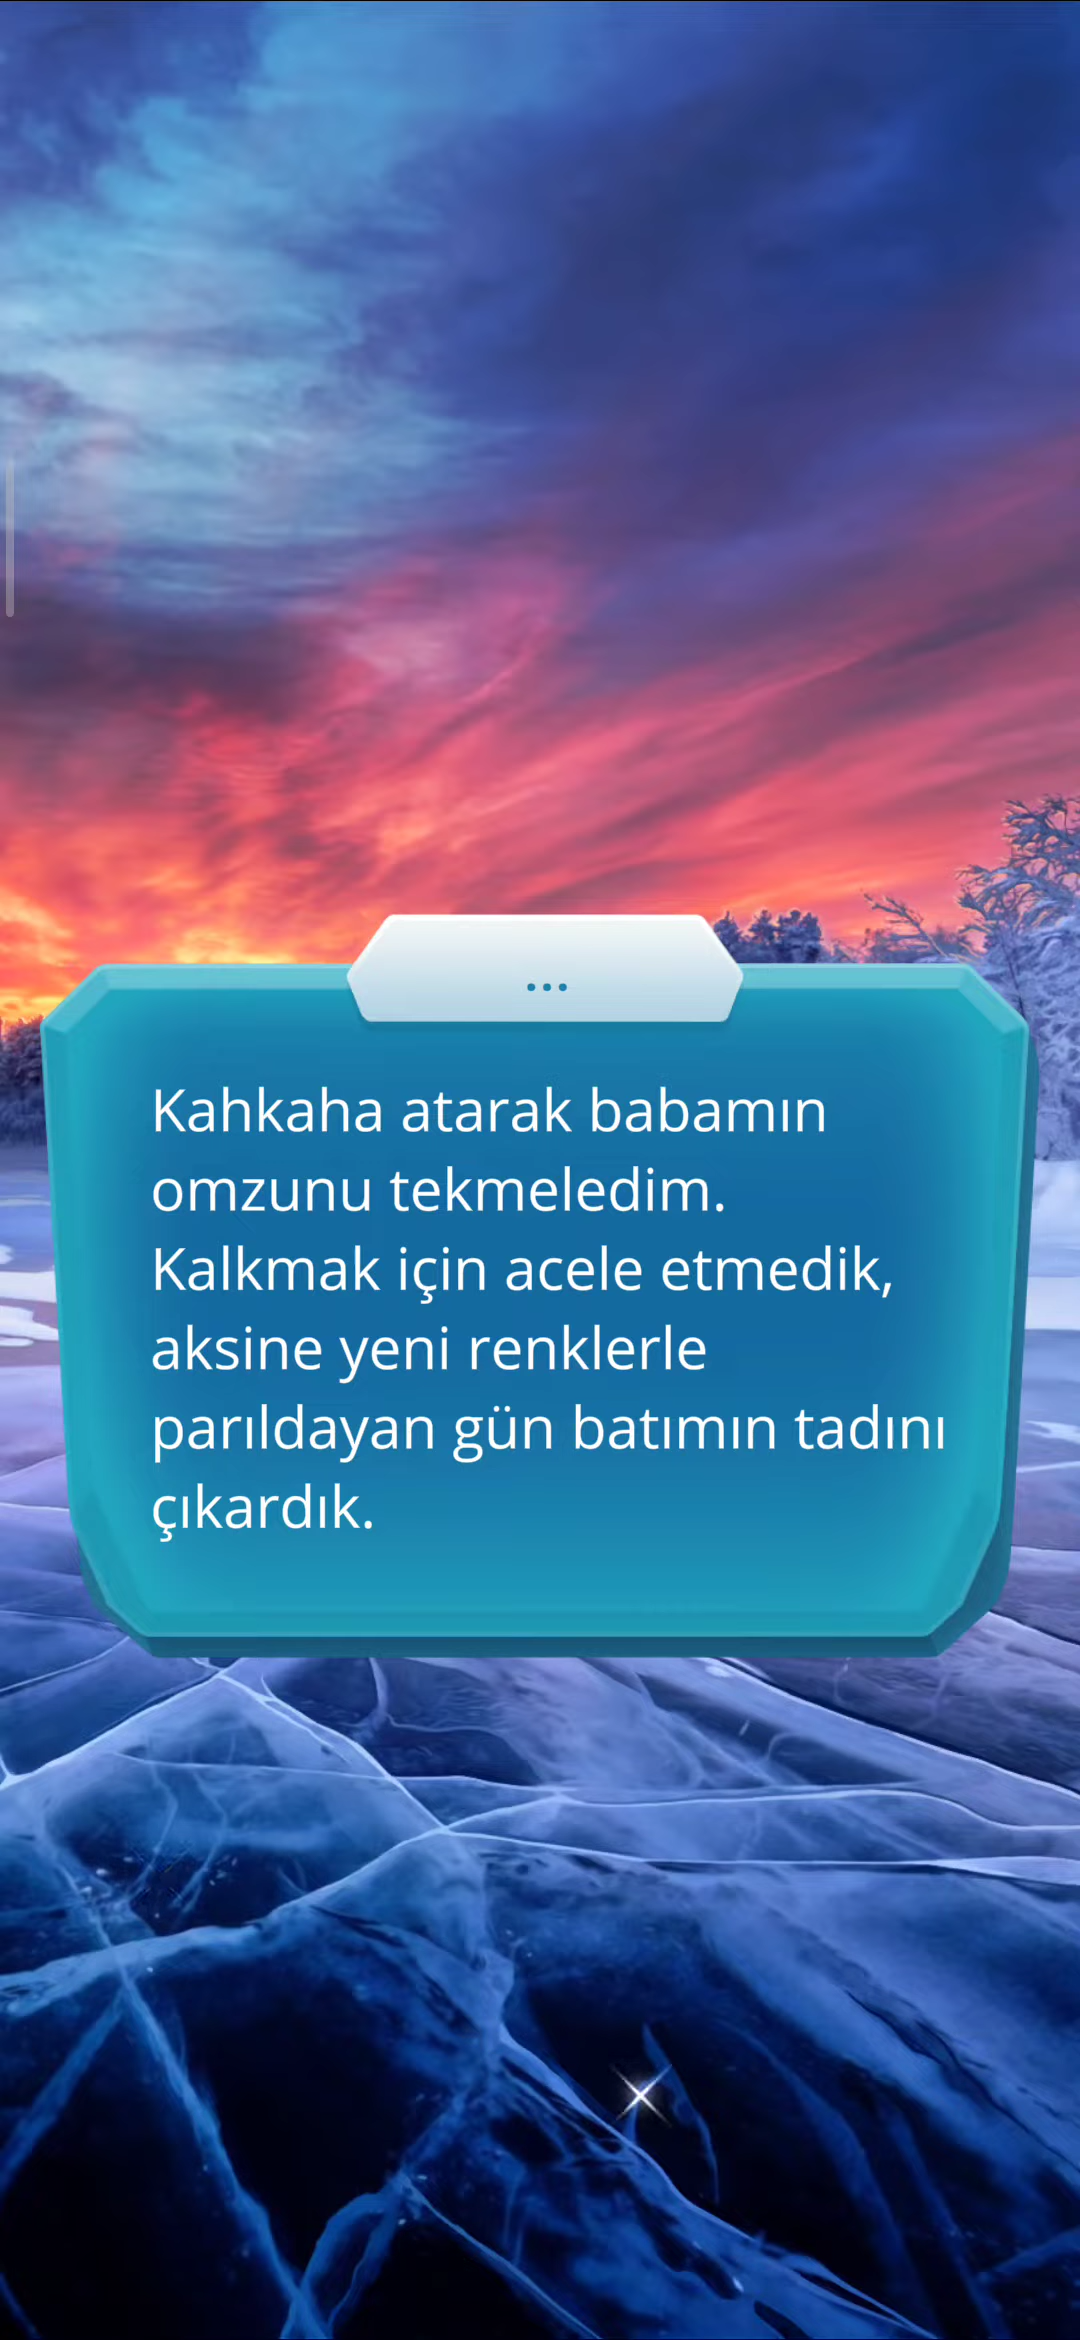 ...
Kahkaha atarak babamın
omzunu tekmeledim.
Kalkmak için acele etmedik,
aksine yeni renklerle
parıldayan gün batımın tadını
çıkardık.